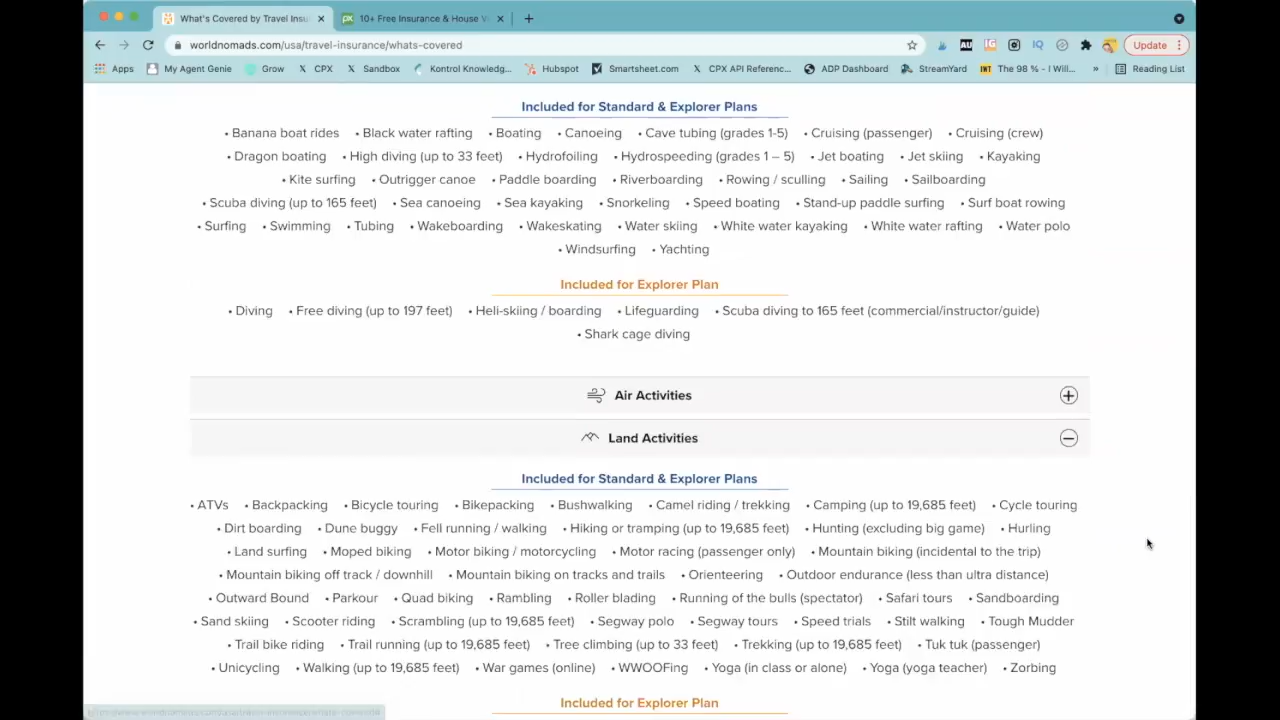 What's Covered by Travel Insu
10+ Free Insurance & House V
worldnomads.com/usa/travel-insurance/whats-covered
Update
Apps My Agent Genie Grow CPX Sandbox Kontrol Knowledg... Hubspot Smartsheet.com CPX API Referenc... ADP Dashboard StreamYard The 98 % - I Will... » Reading List
Included for Standard & Explorer Plans
• Banana boat rides • Black water rafting • Boating • Canoeing • Cave tubing (grades 1-5) • Cruising (passenger) • Cruising (crew)
• Dragon boating • High diving (up to 33 feet) • Hydrofoiling • Hydrospeeding (grades 1 – 5) • Jet boating • Jet skiing • Kayaking
• Kite surfing • Outrigger canoe • Paddle boarding • Riverboarding • Rowing / sculling • Sailing • Sailboarding
• Scuba diving (up to 165 feet) • Sea canoeing • Sea kayaking • Snorkeling • Speed boating • Stand-up paddle surfing • Surf boat rowing
• Surfing • Swimming • Tubing • Wakeboarding • Wakeskating • Water skiing • White water kayaking • White water rafting • Water polo
• Windsurfing • Yachting
Included for Explorer Plan
• Diving • Free diving (up to 197 feet) • Heli-skiing / boarding • Lifeguarding • Scuba diving to 165 feet (commercial/instructor/guide)
• Shark cage diving
Air Activities
Land Activities
Included for Standard & Explorer Plans
• ATVs • Backpacking • Bicycle touring • Bikepacking • Bushwalking • Camel riding / trekking • Camping (up to 19,685 feet) • Cycle touring
• Dirt boarding • Dune buggy • Fell running / walking • Hiking or tramping (up to 19,685 feet) • Hunting (excluding big game) • Hurling
• Land surfing • Moped biking • Motor biking / motorcycling • Motor racing (passenger only) • Mountain biking (incidental to the trip)
• Mountain biking off track / downhill • Mountain biking on tracks and trails • Orienteering • Outdoor endurance (less than ultra distance)
• Outward Bound • Parkour • Quad biking • Rambling • Roller blading • Running of the bulls (spectator) • Safari tours • Sandboarding
• Sand skiing • Scooter riding • Scrambling (up to 19,685 feet) • Segway polo • Segway tours • Speed trials • Stilt walking • Tough Mudder
• Trail bike riding • Trail running (up to 19,685 feet) • Tree climbing (up to 33 feet) • Trekking (up to 19,685 feet) • Tuk tuk (passenger)
• Unicycling • Walking (up to 19,685 feet) • War games (online) • WWOOFing • Yoga (in class or alone) • Yoga (yoga teacher) • Zorbing
Included for Explorer Plan